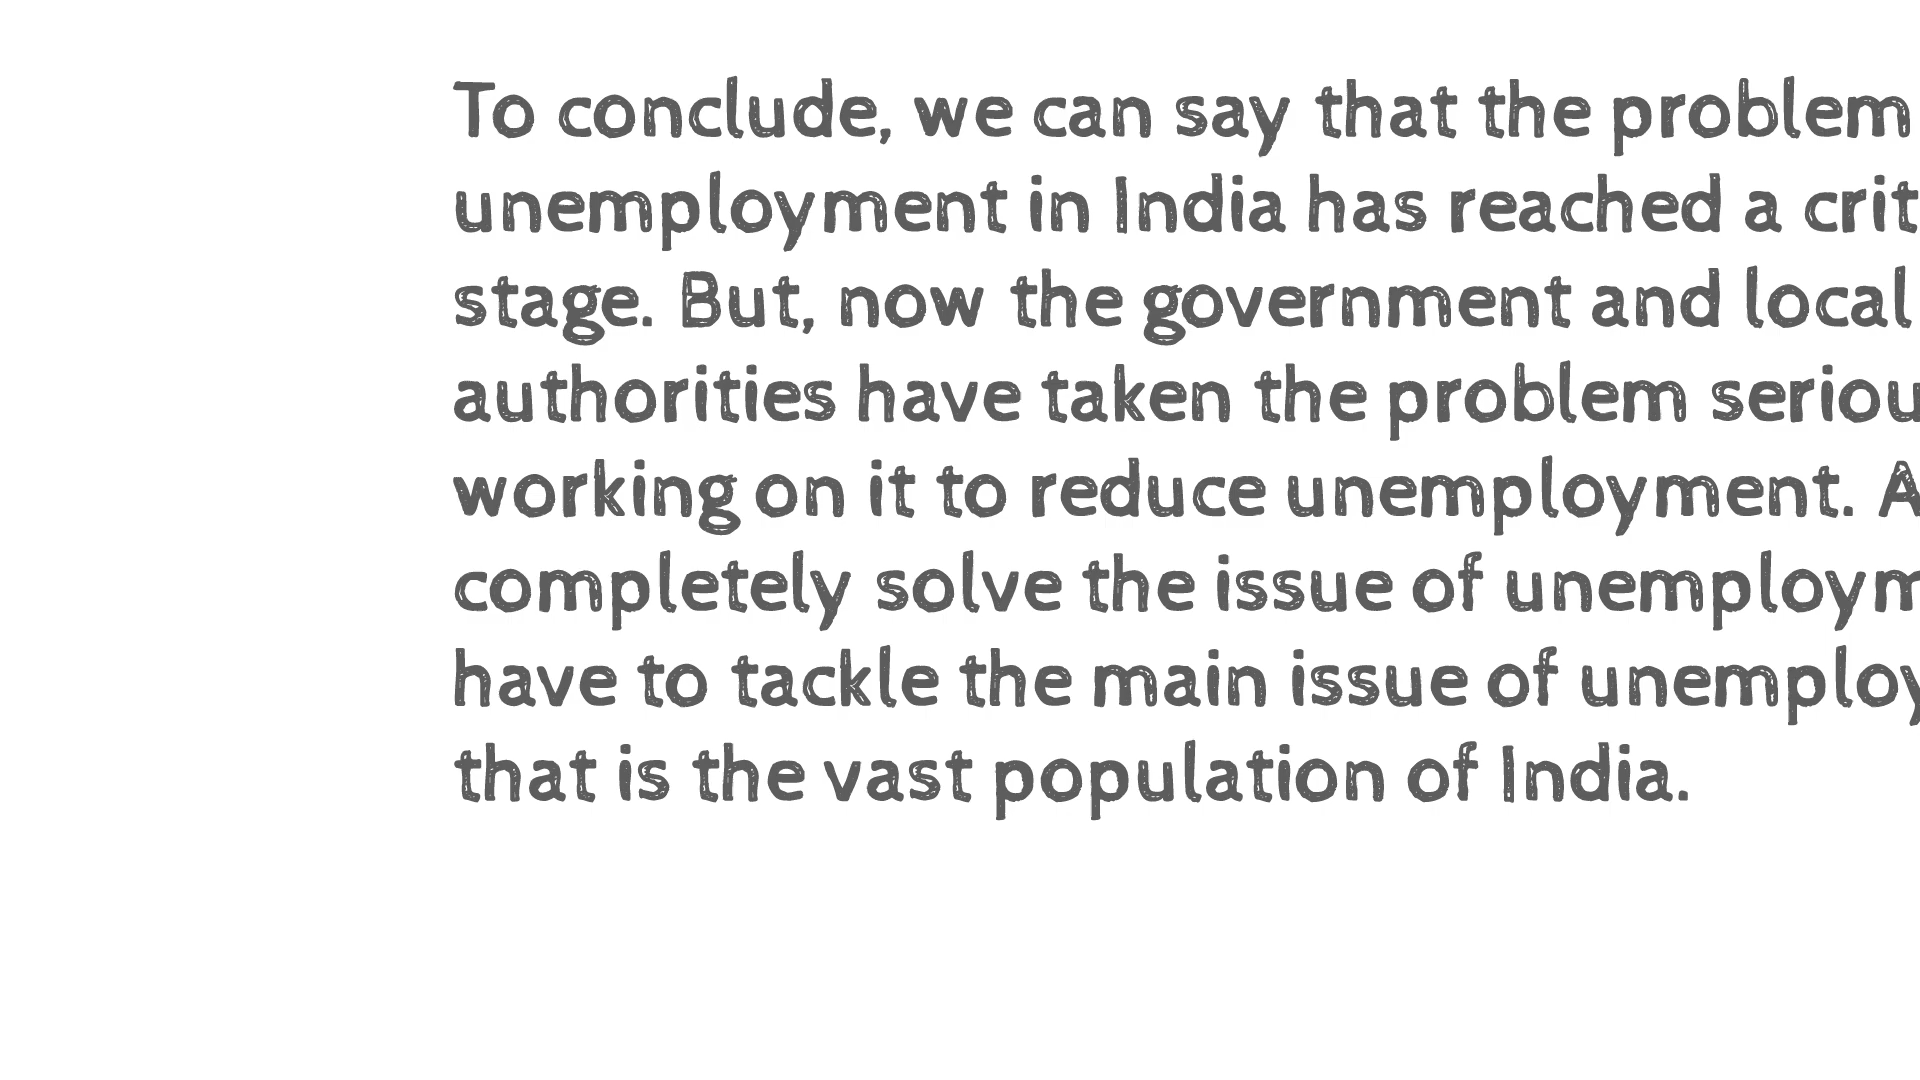 To conclude, we can say that the problem
unemployment in India has reached a crit
stage. But, now the government and local
authorities have taken the problem seriou
working on it to reduce unemployment. A
completely solve the issue of unemploym
have to tackle the main issue of unemploy
that is the vast population of India.